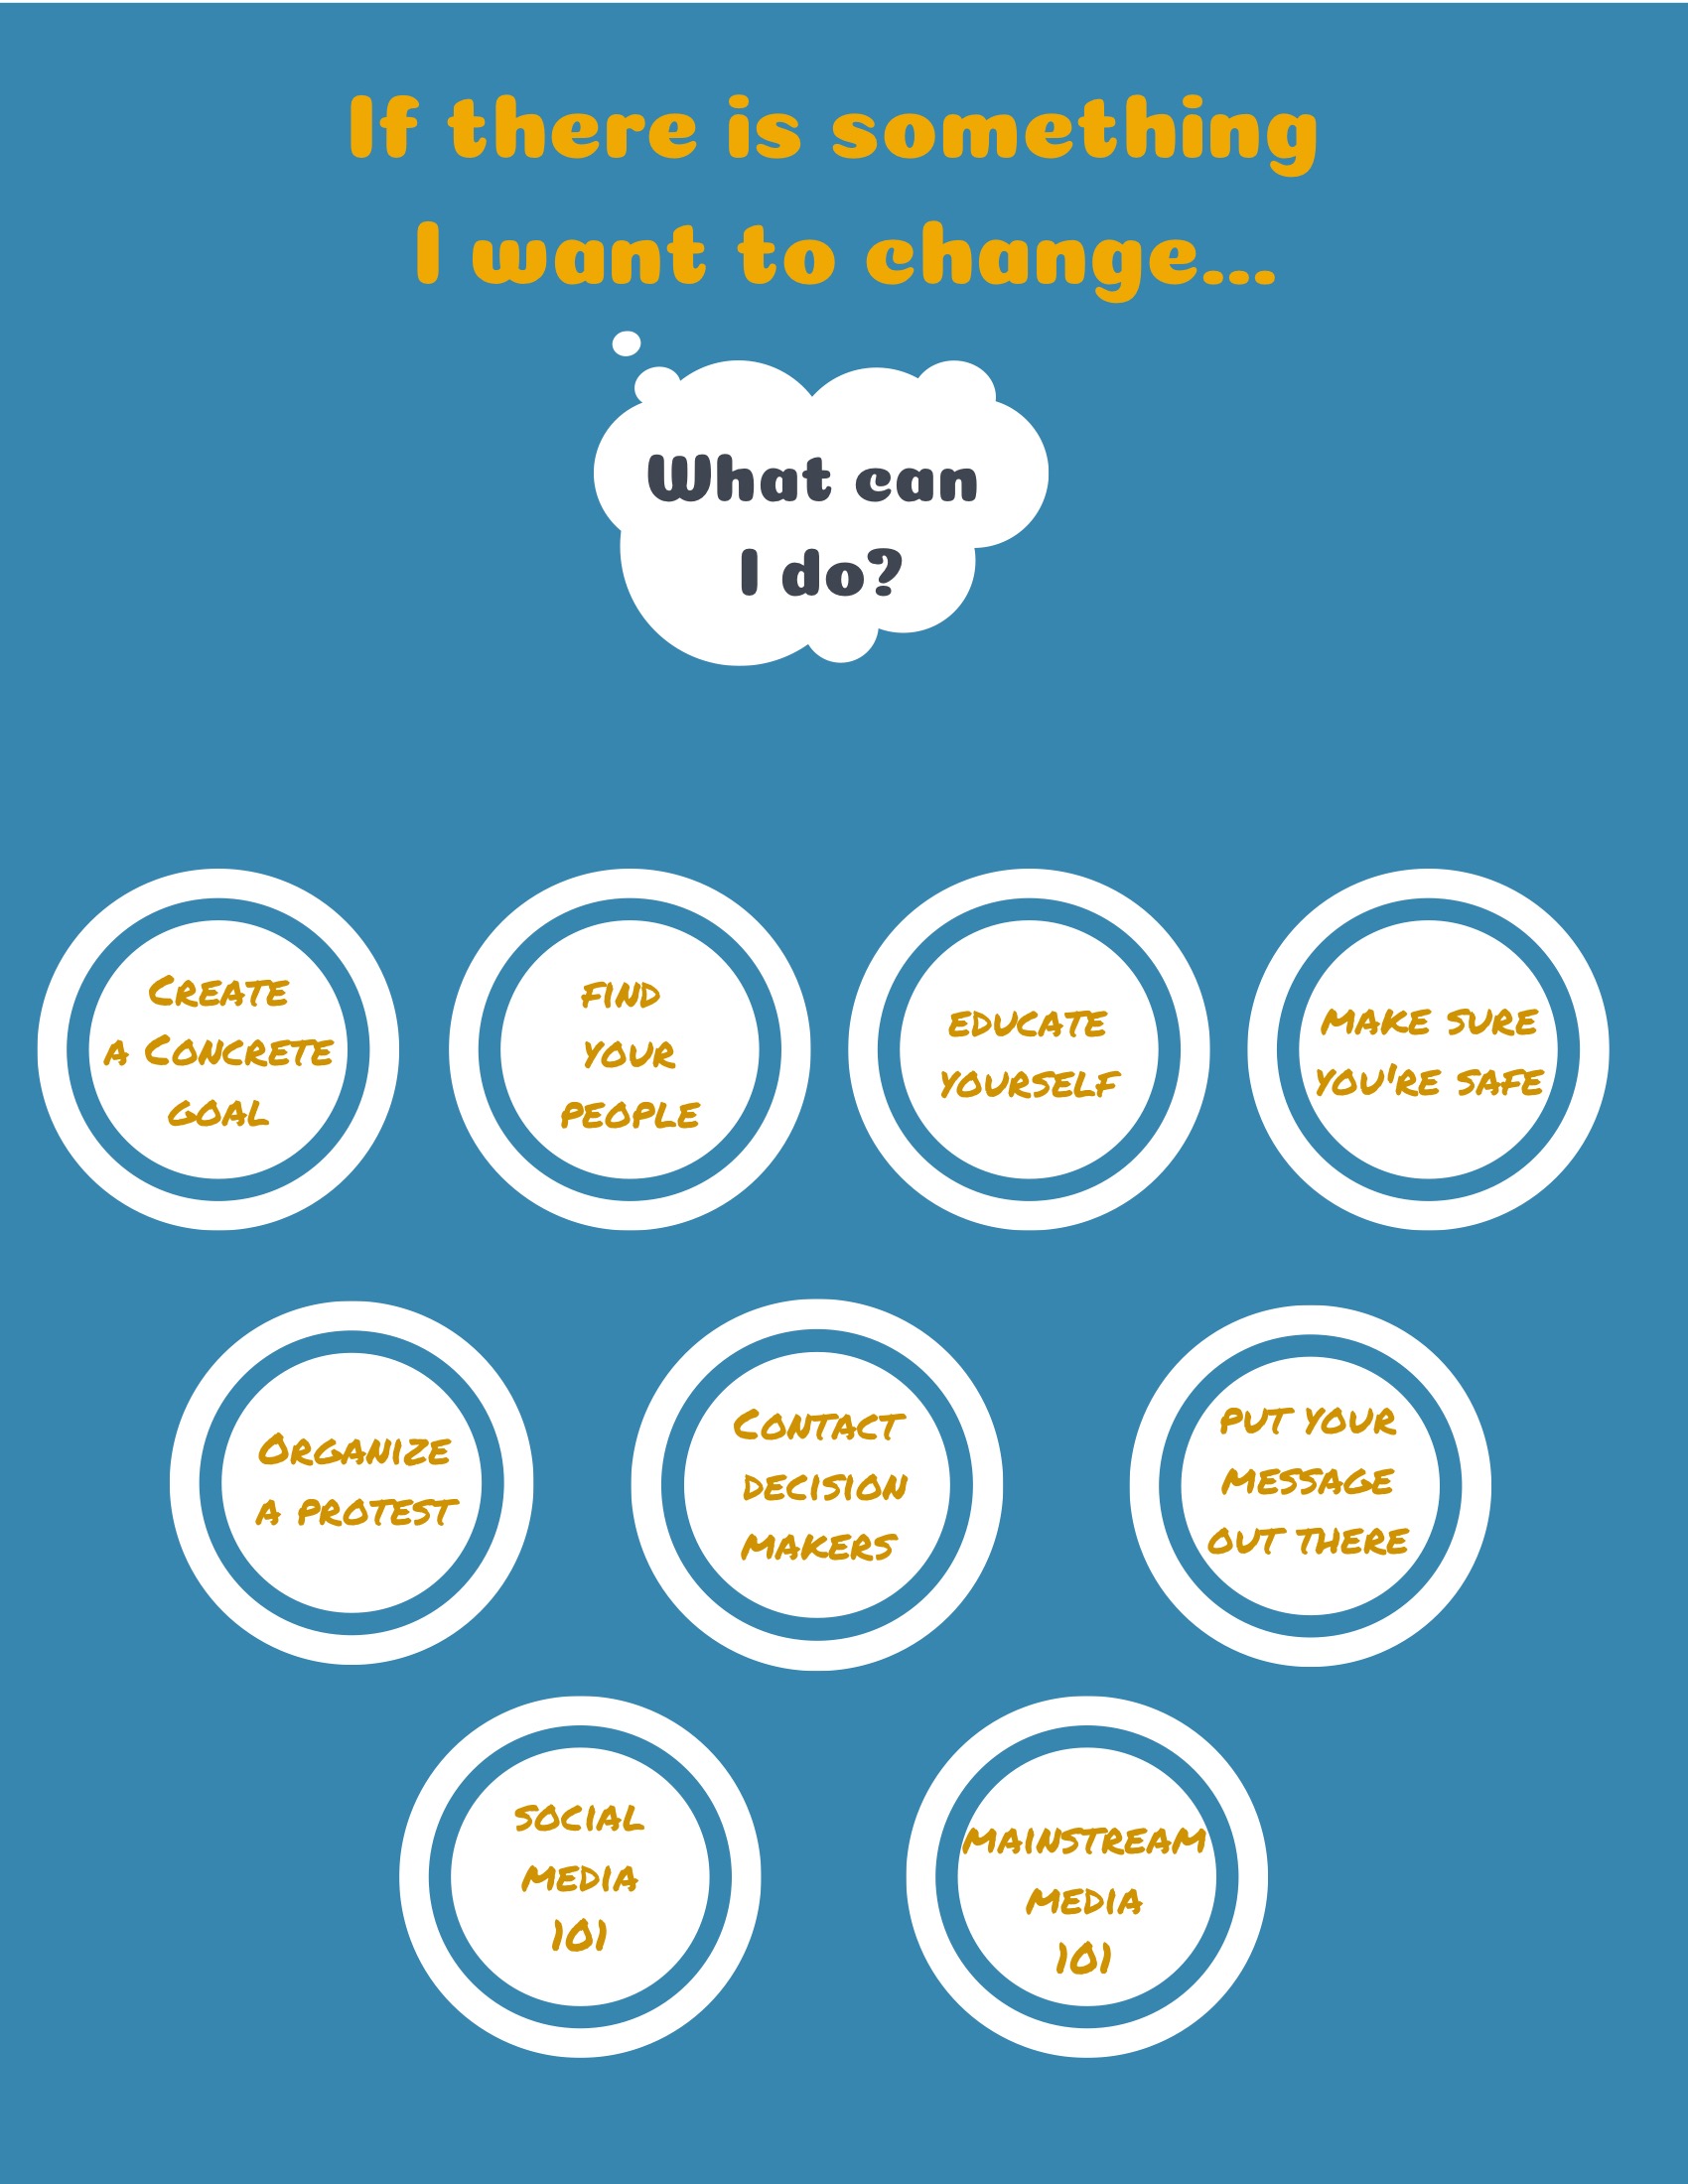 If there is something
I want to change...
What can
I do?
Create
a Concrete
Goal
find
your
people
educate
yourself
make sure
you're safe
Organize
a protest
Contact
decision
makers
put your
message
out there
social
media
101
mainstream
media
101